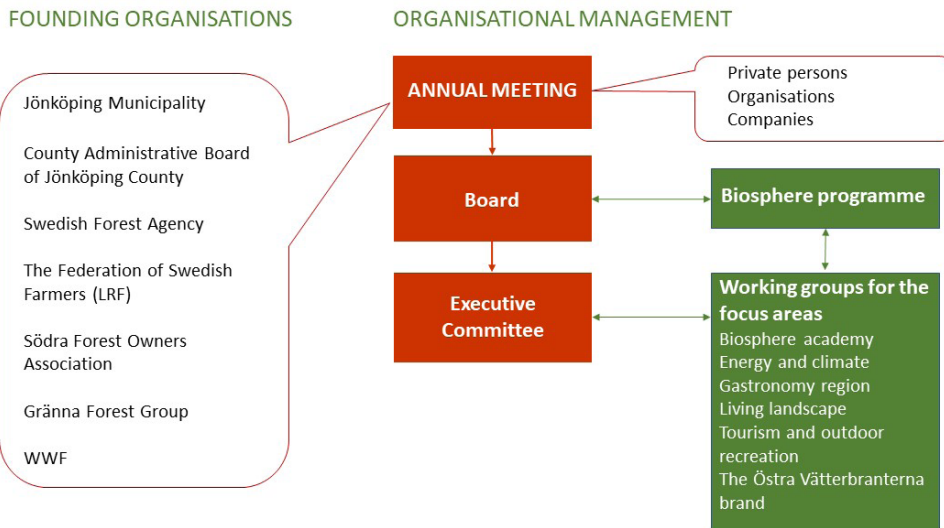 FOUNDING ORGANISATIONS
Jönköping Municipality
County Administrative Board
of Jönköping County
Swedish Forest Agency
The Federation of Swedish
Farmers (LRF)
Södra Forest Owners
Association
Gränna Forest Group
WWF
ORGANISATIONAL MANAGEMENT
ANNUAL MEETING
Private persons
Organisations
Companies
Board
Biosphere programme
Executive
Committee
Working groups for the
focus areas
Biosphere academy
Energy and climate
Gastronomy region
Living landscape
Tourism and outdoor
recreation
The Östra Vätterbranterna
brand